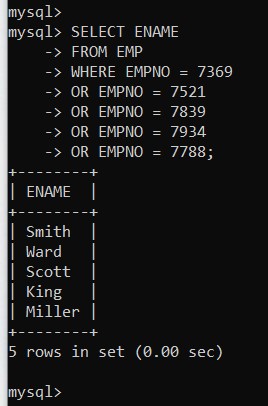 mysql>
mysql> SELECT ENAME
    -> FROM EMP
    -> WHERE EMPNO = 7369
    -> OR EMPNO = 7521
    -> OR EMPNO = 7839
    -> OR EMPNO = 7934
    -> OR EMPNO = 7788;
+--------+
| ENAME  |
+--------+
| Smith  |
| Ward   |
| Scott  |
| King   |
| Miller |
+--------+
5 rows in set (0.00 sec)

mysql>